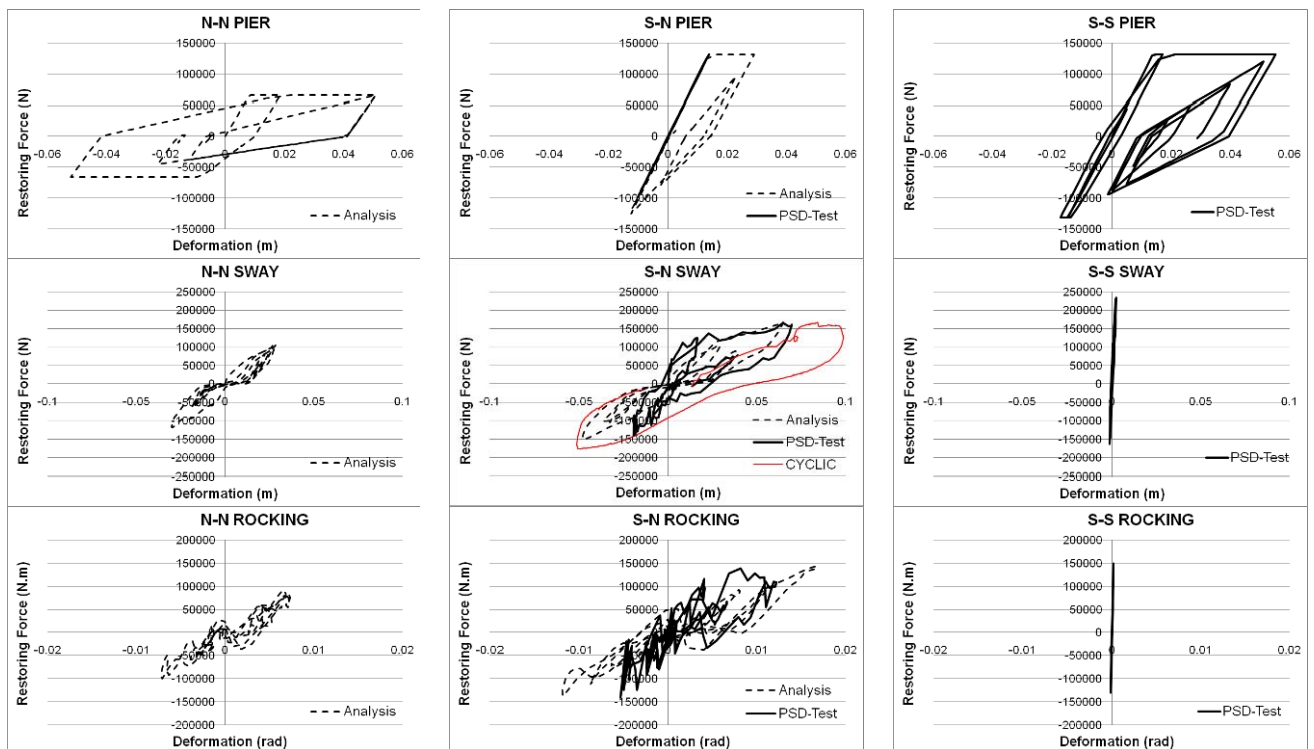 N-N PIER
Restoring Force (N)
150000
100000
50000
0
-0.06 -0.04 -0.02 0 0.02 0.04 0.06
-50000
-100000
-150000
Analysis
Deformation (m)
S-N PIER
Restoring Force (N)
150000
100000
50000
0
-0.06 -0.04 -0.02 0 0.02 0.04 0.06
-50000
-100000
-150000
Analysis
PSD-Test
Deformation (m)
S-S PIER
Restoring Force (N)
150000
100000
50000
0
-0.06 -0.04 -0.02 0 0.02 0.04 0.06
-50000
-100000
-150000
PSD-Test
Deformation (m)
N-N SWAY
Restoring Force (N)
250000
200000
150000
100000
50000
0
-0.1 -0.05 0 0.05 0.1
-50000
-100000
-150000
-200000
-250000
Analysis
Deformation (m)
S-N SWAY
Restoring Force (N)
250000
200000
150000
100000
50000
0
-0.1 -0.05 0 0.05 0.1
-50000
-100000
-150000
-200000
-250000
Analysis
PSD-Test
CYCLIC
Deformation (m)
S-S SWAY
Restoring Force (N)
250000
200000
150000
100000
50000
0
-0.1 -0.05 0 0.05 0.1
-50000
-100000
-150000
-200000
-250000
PSD-Test
Deformation (m)
N-N ROCKING
Restoring Force (N.m)
200000
150000
100000
50000
0
-0.02 -0.01 0 0.01 0.02
-50000
-100000
-150000
-200000
Analysis
Deformation (rad)
S-N ROCKING
Restoring Force (N.m)
200000
150000
100000
50000
0
-0.02 -0.01 0 0.01 0.02
-50000
-100000
-150000
-200000
Analysis
PSD-Test
Deformation (rad)
S-S ROCKING
Restoring Force (N.m)
200000
150000
100000
50000
0
-0.02 -0.01 0 0.01 0.02
-50000
-100000
-150000
-200000
PSD-Test
Deformation (rad)